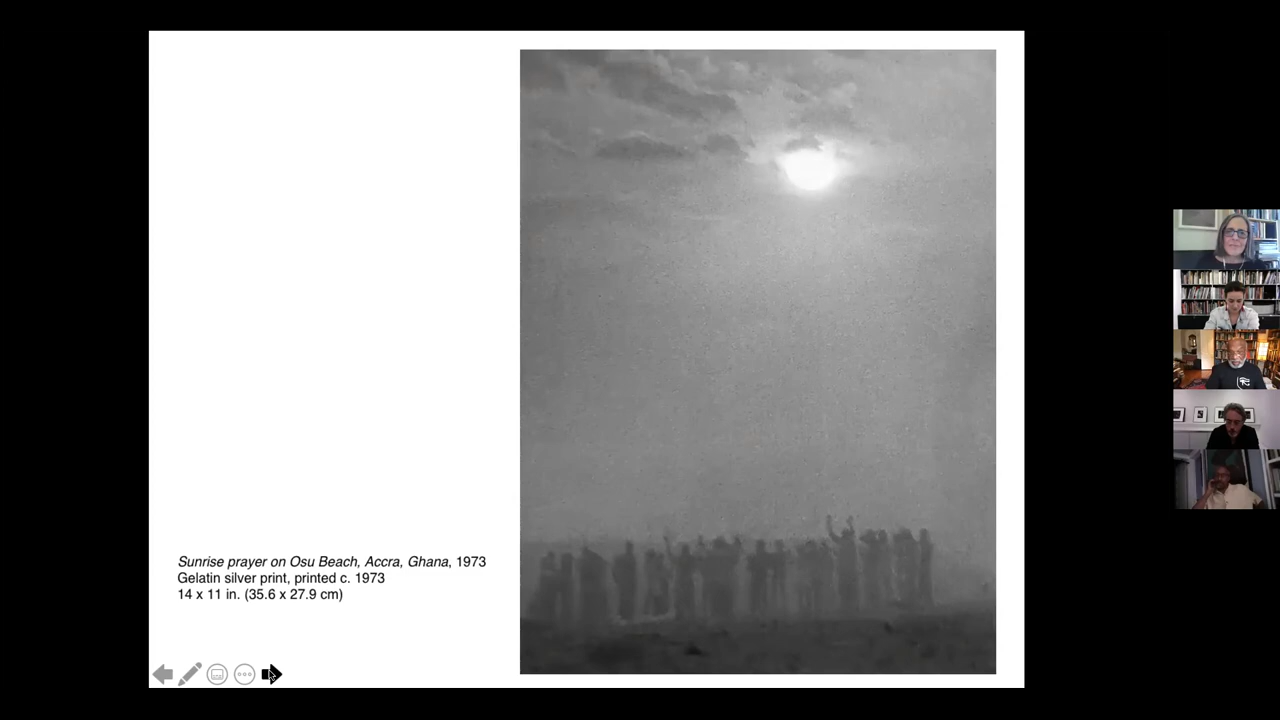 Sunrise prayer on Osu Beach, Accra, Ghana, 1973
Gelatin silver print, printed c. 1973
14 x 11 in. (35.6 x 27.9 cm)